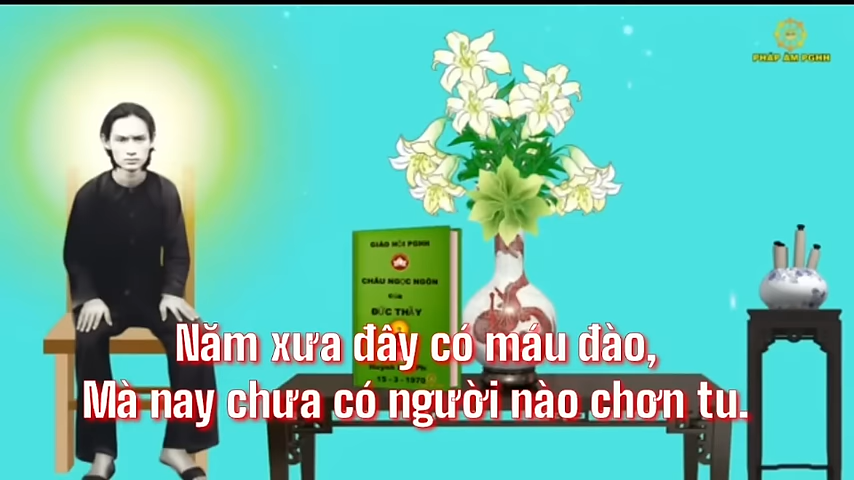 PHÁP ÂM PGHH
GIÁO HỘI PGHH
CHÂU NGỌC NGÔN
Của
ĐỨC THẦY
Năm xưa đây có máu đào,
Mà nay chưa có người nào chơn tu.